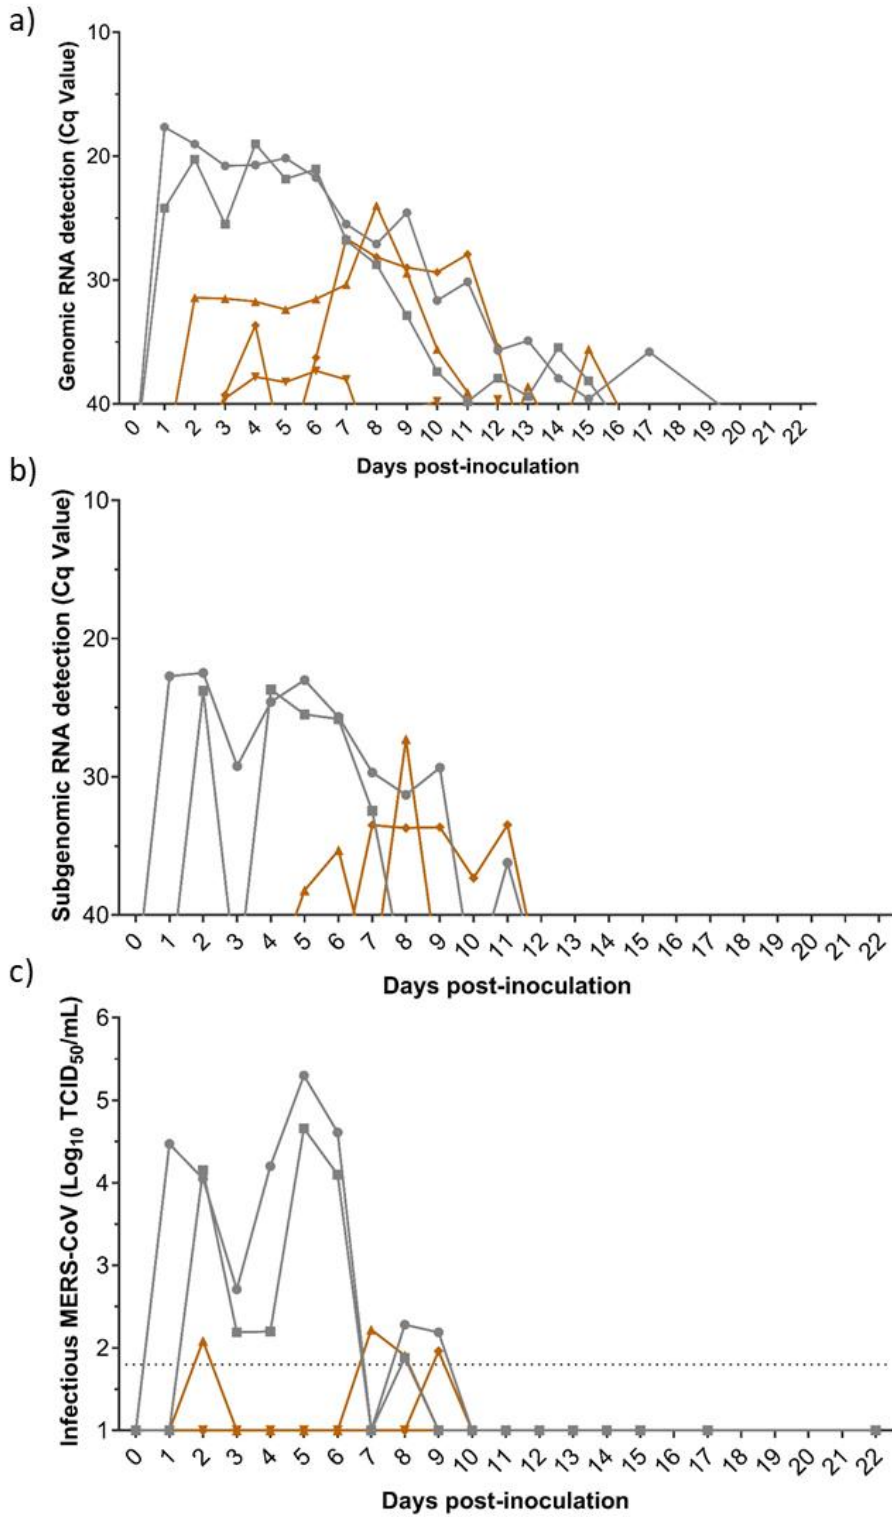 a)
Genomic RNA detection (Cq Value)
10
20
30
40
0 1 2 3 4 5 6 7 8 9 10 11 12 13 14 15 16 17 18 19 20 21 22
Days post-inoculation
b)
Subgenomic RNA detection (Cq Value)
10
20
30
40
0 1 2 3 4 5 6 7 8 9 10 11 12 13 14 15 16 17 18 19 20 21 22
Days post-inoculation
c)
Infectious MERS-CoV (Log10 TCID50/mL)
6
5
4
3
2
1
0 1 2 3 4 5 6 7 8 9 10 11 12 13 14 15 16 17 18 19 20 21 22
Days post-inoculation